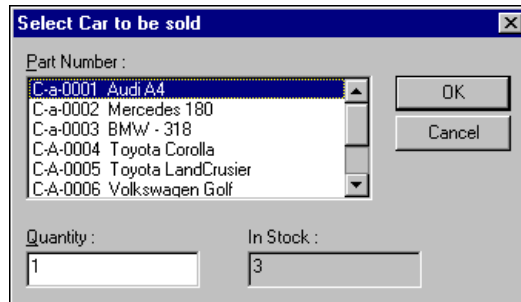 Select Car to be sold
Part Number :
C-a-0001 Audi A4
C-a-0002 Mercedes 180
C-a-0003 BMW - 318
C-A-0004 Toyota Corolla
C-A-0005 Toyota LandCrusier
C-A-0006 Volkswagen Golf
OK
Cancel
Quantity : In Stock :
1 3